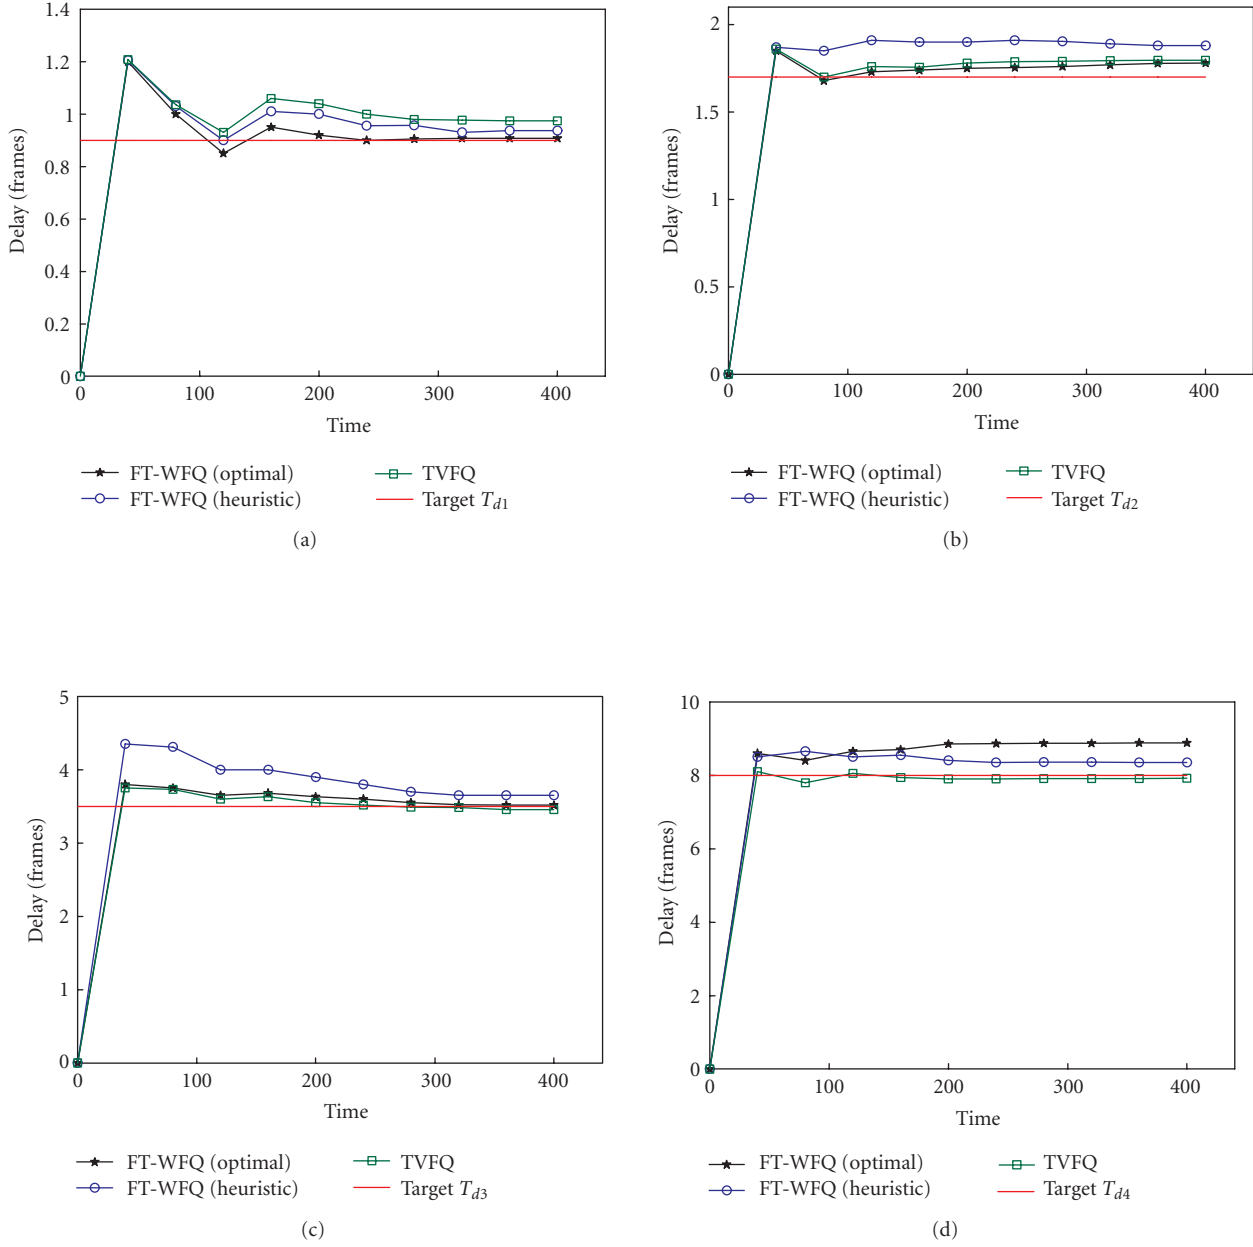 1.4
1.2
1
0.8
0.6
0.4
0.2
0
Delay (frames)
0 100 200 300 400
Time
FT-WFQ (optimal) TVFQ
FT-WFQ (heuristic) Target Td1
(a)
2
1.5
1
0.5
0
Delay (frames)
0 100 200 300 400
Time
FT-WFQ (optimal) TVFQ
FT-WFQ (heuristic) Target Td2
(b)
5
4
3
2
1
0
Delay (frames)
0 100 200 300 400
Time
FT-WFQ (optimal) TVFQ
FT-WFQ (heuristic) Target Td3
(c)
10
8
6
4
2
0
Delay (frames)
0 100 200 300 400
Time
FT-WFQ (optimal) TVFQ
FT-WFQ (heuristic) Target Td4
(d)